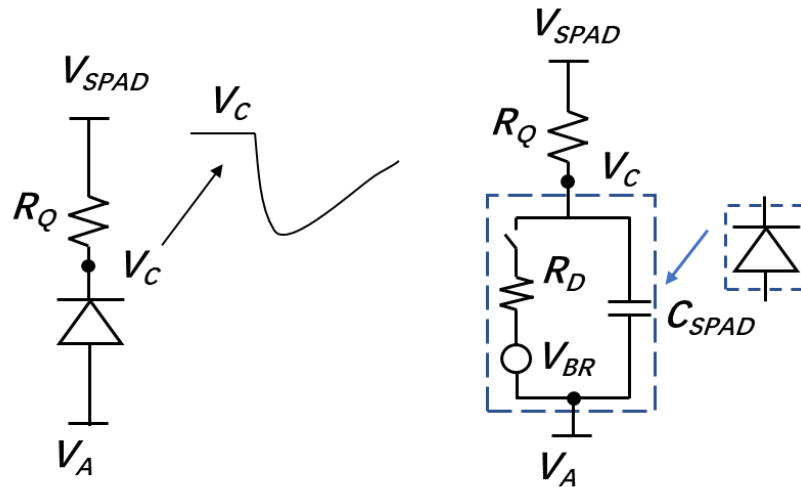 V_SPAD
V_C
R_Q
V_C
V_A
V_SPAD
R_Q
V_C
R_D
C_SPAD
V_BR
V_A